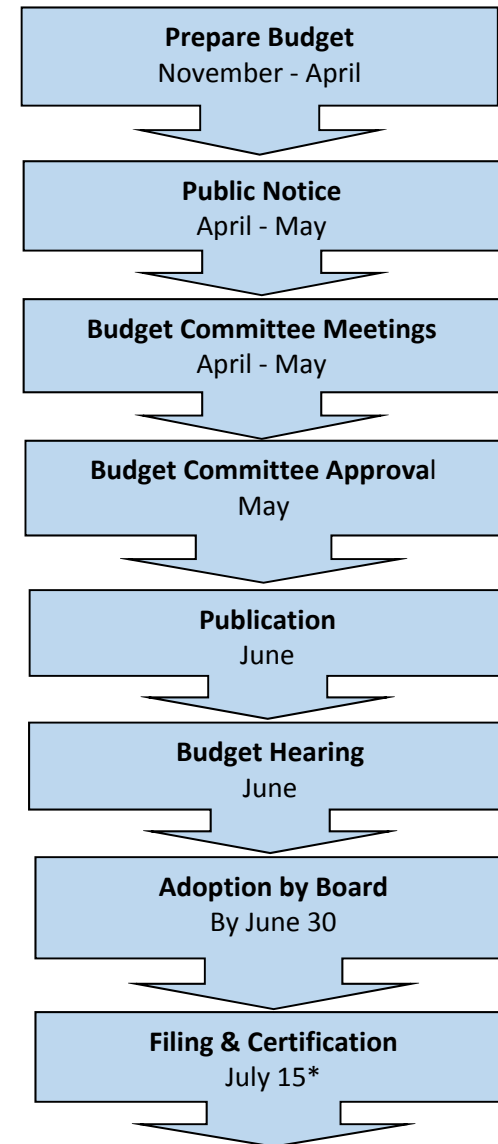 Prepare Budget
November - April
Public Notice
April - May
Budget Committee Meetings
April - May
Budget Committee Approval
May
Publication
June
Budget Hearing
June
Adoption by Board
By June 30
Filing & Certification
July 15*